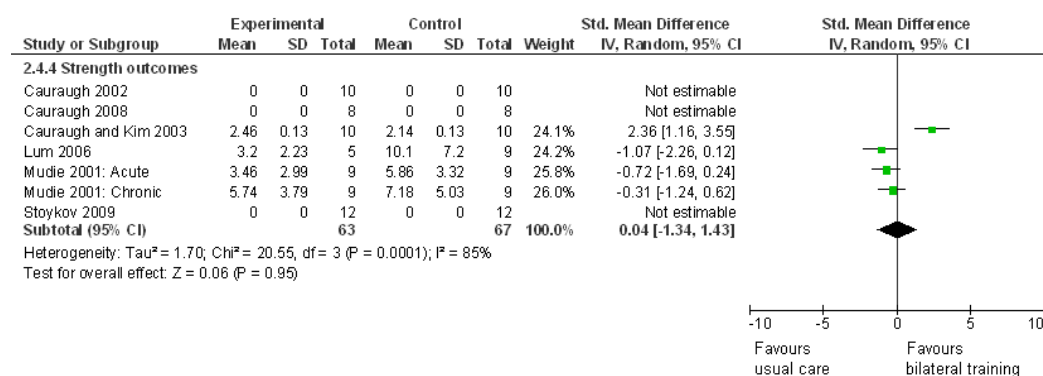 Experimental Control Std. Mean Difference Std. Mean Difference
Study or Subgroup Mean SD Total Mean SD Total Weight IV, Random, 95% CI IV, Random, 95% CI
2.4.4 Strength outcomes
Cauraugh 2002 0 0 10 0 0 10 Not estimable
Cauraugh 2008 0 0 8 0 0 8 Not estimable
Cauraugh and Kim 2003 2.46 0.13 10 2.14 0.13 10 24.1% 2.36 [1.16, 3.55]
Lum 2006 3.2 2.23 5 10.1 7.2 9 24.2% -1.07 [-2.26, 0.12]
Mudie 2001: Acute 3.46 2.99 9 5.86 3.32 9 25.8% -0.72 [-1.69, 0.24]
Mudie 2001: Chronic 5.74 3.79 9 7.18 5.03 9 26.0% -0.31 [-1.24, 0.62]
Stoykov 2009 0 0 12 0 0 12 Not estimable
Subtotal (95% CI) 63 67 100.0% 0.04 [-1.34, 1.43]
Heterogeneity: Tau² = 1.70; Chi² = 20.55, df = 3 (P = 0.0001); I² = 85%
Test for overall effect: Z = 0.06 (P = 0.95)
-10 -5 0 5 10
Favours Favours
usual care bilateral training